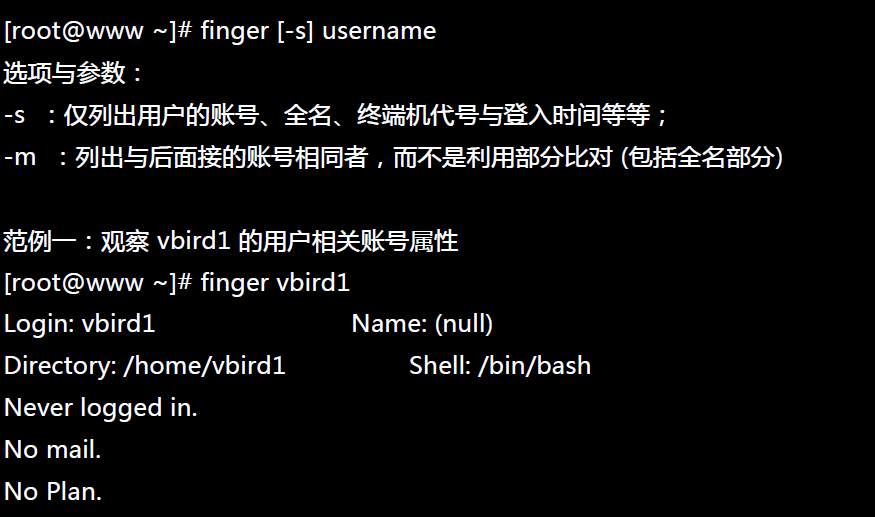 [root@www ~]# finger [-s] username
选项与参数：
-s ：仅列出用户的账号、全名、终端机代号与登入时间等等；
-m ：列出与后面接的账号相同者，而不是利用部分比对 (包括全名部分)
范例一：观察 vbird1 的用户相关账号属性
[root@www ~]# finger vbird1
Login: vbird1 Name: (null)
Directory: /home/vbird1 Shell: /bin/bash
Never logged in.
No mail.
No Plan.